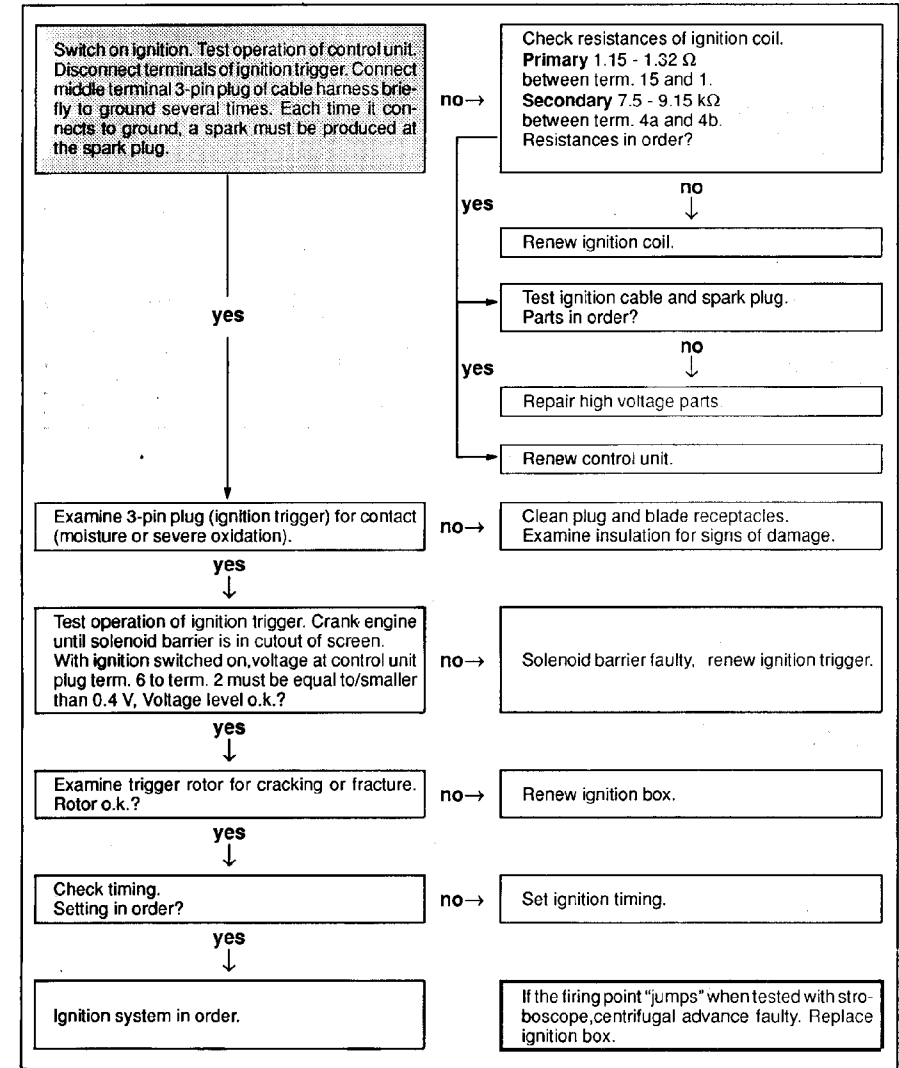 Switch on ignition. Test operation of control unit.
Disconnect terminals of ignition trigger. Connect
middle terminal 3-pin plug of cable harness brie-
fly to ground several times. Each time it con-
nects to ground, a spark must be produced at
the spark plug.
no→
Check resistances of ignition coil.
Primary 1.15 - 1.32 Ω
between term. 15 and 1.
Secondary 7.5 - 9.15 kΩ
between term. 4a and 4b.
Resistances in order?
no
↓
yes
Renew ignition coil.
Test ignition cable and spark plug.
Parts in order?
yes
no
↓
yes
Repair high voltage parts
Renew control unit.
Examine 3-pin plug (ignition trigger) for contact
(moisture or severe oxidation).
no→
Clean plug and blade receptacles.
Examine insulation for signs of damage.
yes
↓
Test operation of ignition trigger. Crank engine
until solenoid barrier is in cutout of screen.
With ignition switched on,voltage at control unit
plug term. 6 to term. 2 must be equal to/smaller
than 0.4 V, Voltage level o.k.?
no→
Solenoid barrier faulty, renew ignition trigger.
yes
↓
Examine trigger rotor for cracking or fracture.
Rotor o.k.?
no→
Renew ignition box.
yes
↓
Check timing.
Setting in order?
no→
Set ignition timing.
yes
↓
Ignition system in order.
If the firing point “jumps” when tested with stro-
boscope,centrifugal advance faulty. Replace
ignition box.